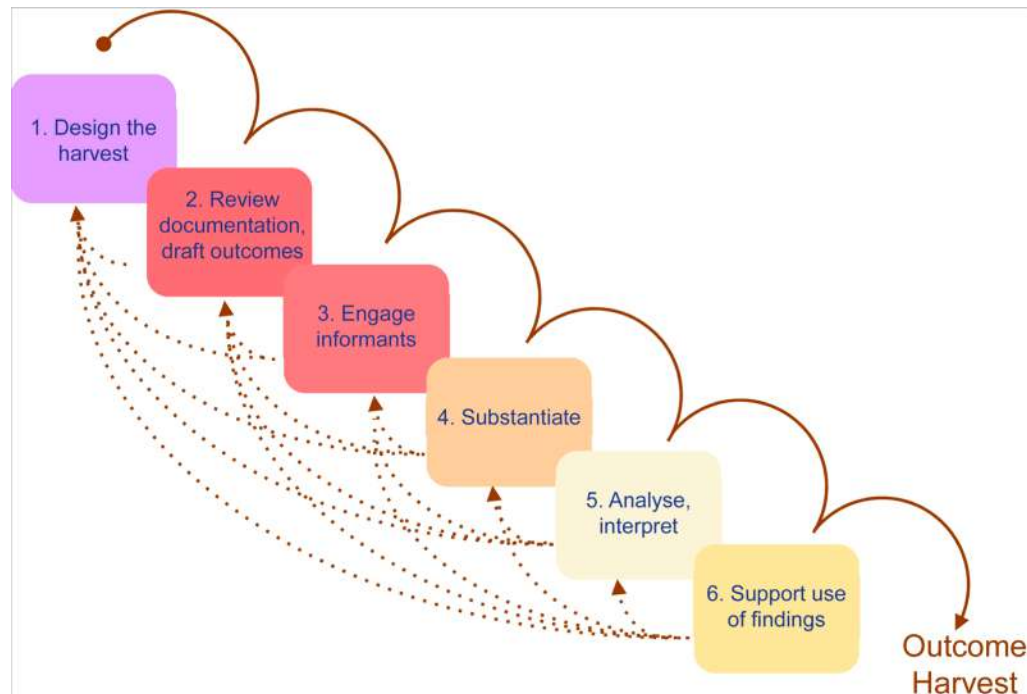 1. Design the
harvest
2. Review
documentation,
draft outcomes
3. Engage
informants
4. Substantiate
5. Analyse,
interpret
6. Support use
of findings
Outcome
Harvest